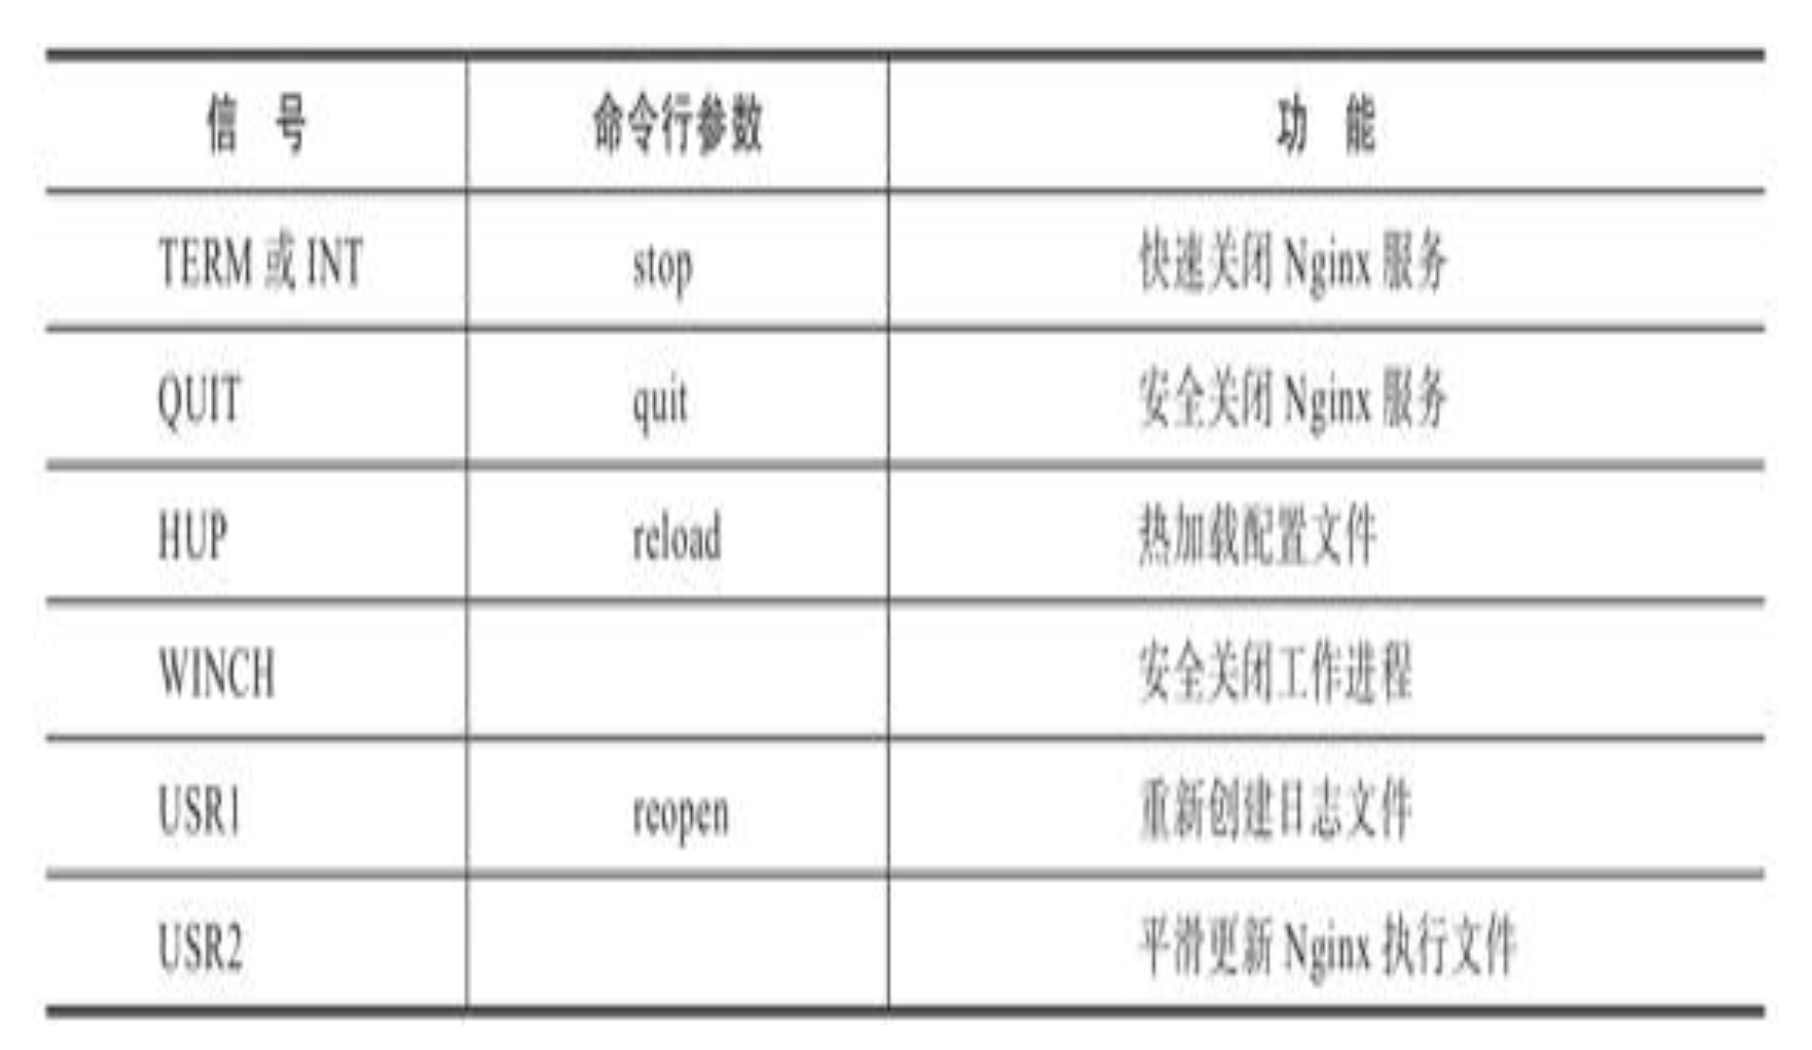 信 号 命令行参数 功 能
TERM 或 INT stop 快速关闭 Nginx 服务
QUIT quit 安全关闭 Nginx 服务
HUP reload 热加载配置文件
WINCH 安全关闭工作进程
USR1 reopen 重新创建日志文件
USR2 平滑更新 Nginx 执行文件